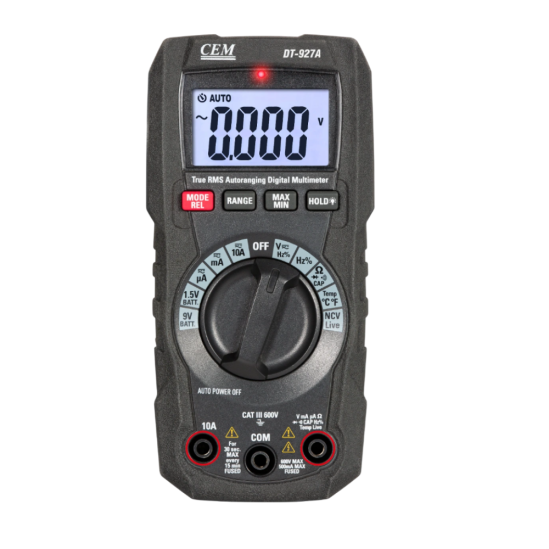 CEM DT-927A
AUTO
~0.000 V
True RMS Autoranging Digital Multimeter
MODE
REL
RANGE
MAX
MIN
HOLD
OFF
V
Hz%
Hz%
Ω
CAP
Temp
°C °F
NCV
Live
10A
mA
µA
1.5V
BATT.
9V
BATT.
AUTO POWER OFF
10A
For
30 sec.
MAX
every
15 min
FUSED
CAT III 600V
COM
V mA µA Ω
CAP Hz%
Temp Live
600V MAX
500mA MAX
FUSED